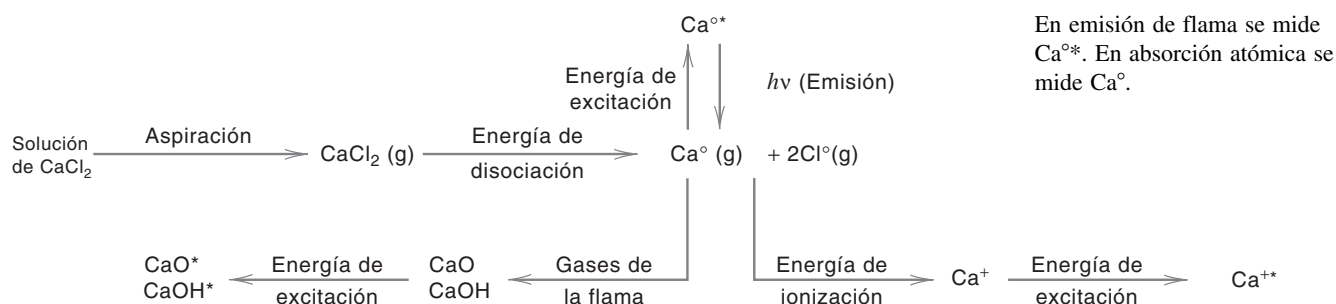 Ca°*
En emisión de flama se mide
Ca°*. En absorción atómica se
mide Ca°.
Energía de
excitación
hν (Emisión)
Solución
de CaCl₂
Aspiración
CaCl₂ (g)
Energía de
disociación
Ca° (g) + 2Cl°(g)
CaO*
CaOH*
Energía de
excitación
CaO
CaOH
Gases de
la flama
Energía de
ionización
Ca⁺
Energía de
excitación
Ca⁺*